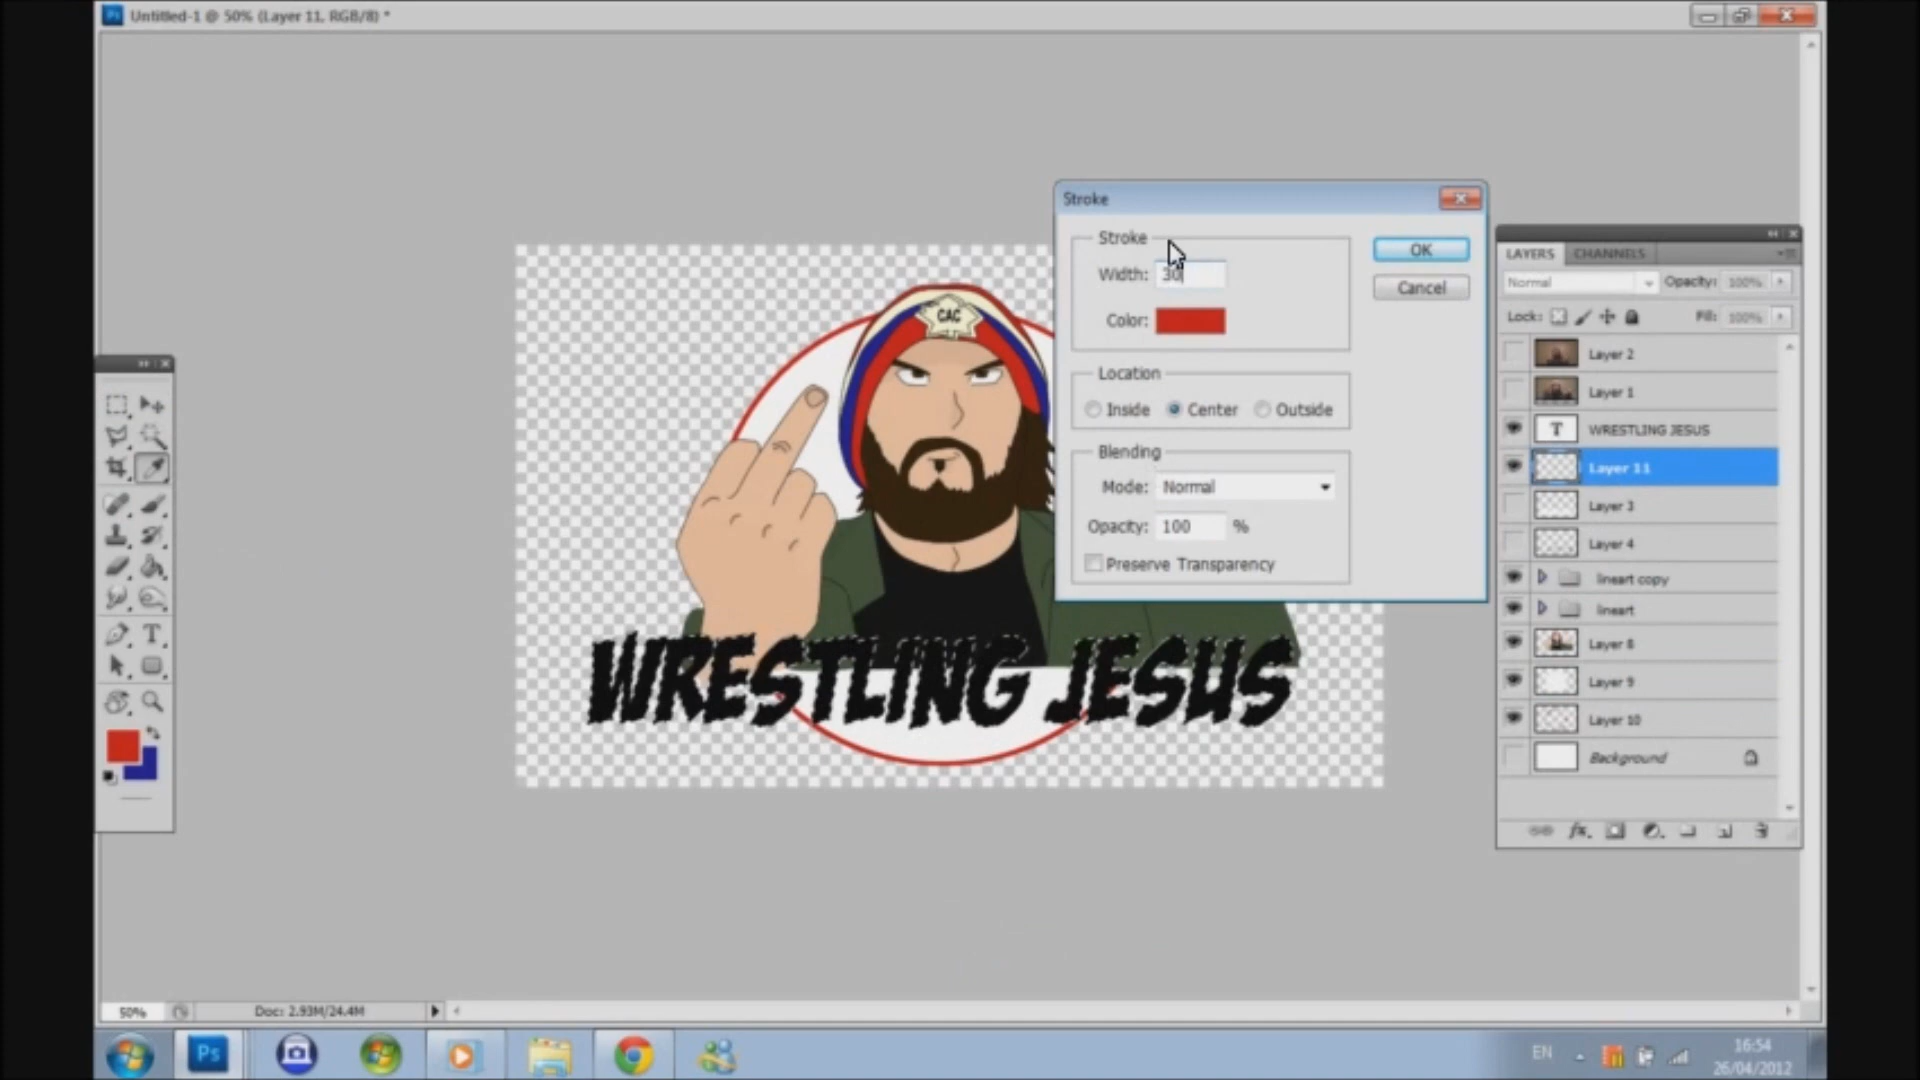 Untitled-1 @ 50% (Layer 11, RGB/8) *
Stroke
Stroke
Width: 30
Color:
OK
Cancel
Location
Inside Center Outside
Blending
Mode: Normal
Opacity: 100 %
Preserve Transparency
CAC
WRESTLING JESUS
LAYERS CHANNELS
Normal Opacity: 100%
Lock: Fill: 100%
Layer 2
Layer 1
T WRESTLING JESUS
Layer 11
Layer 3
Layer 4
lineart copy
lineart
Layer 8
Layer 9
Layer 10
Background
fx
T
50% Doc: 2.93M/24.4M
Ps
EN
16:54
26/04/2012